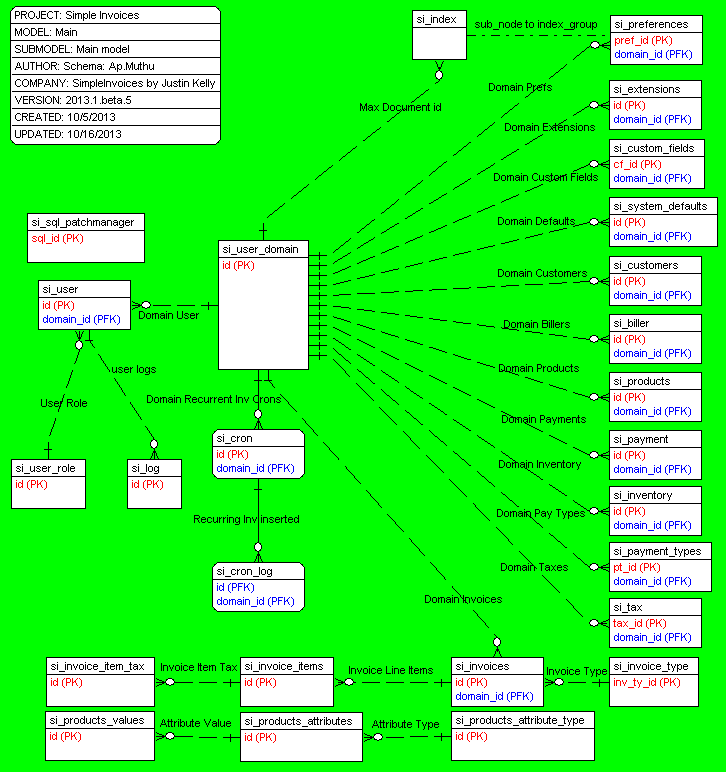 PROJECT: Simple Invoices
MODEL: Main
SUBMODEL: Main model
AUTHOR: Schema: Ap.Muthu
COMPANY: SimpleInvoices by Justin Kelly
VERSION: 2013.1.beta.5
CREATED: 10/5/2013
UPDATED: 10/16/2013
si_index
sub_node to index_group
si_preferences
pref_id (PK)
domain_id (PFK)
Domain Prefs
Max Document id
si_extensions
id (PK)
domain_id (PFK)
Domain Extensions
si_custom_fields
cf_id (PK)
domain_id (PFK)
Domain Custom Fields
si_system_defaults
id (PK)
domain_id (PFK)
Domain Defaults
si_sql_patchmanager
sql_id (PK)
si_user_domain
id (PK)
si_customers
id (PK)
domain_id (PFK)
Domain Customers
si_user
id (PK)
domain_id (PFK)
Domain User
si_biller
id (PK)
domain_id (PFK)
Domain Billers
user logs
User Role
si_products
id (PK)
domain_id (PFK)
Domain Products
Domain Recurrent Inv Crons
si_payment
id (PK)
domain_id (PFK)
Domain Payments
si_cron
id (PK)
domain_id (PFK)
si_user_role
id (PK)
si_log
id (PK)
Domain Inventory
si_inventory
id (PK)
domain_id (PFK)
Domain Pay Types
Recurring Inv inserted
si_payment_types
pt_id (PK)
domain_id (PFK)
Domain Taxes
si_cron_log
id (PFK)
domain_id (PFK)
Domain Invoices
si_tax
tax_id (PK)
domain_id (PFK)
si_invoice_item_tax
id (PK)
Invoice Item Tax
si_invoice_items
id (PK)
Invoice Line Items
si_invoices
id (PK)
domain_id (PFK)
Invoice Type
si_invoice_type
inv_ty_id (PK)
si_products_values
id (PK)
Attribute Value
si_products_attributes
id (PK)
Attribute Type
si_products_attribute_type
id (PK)